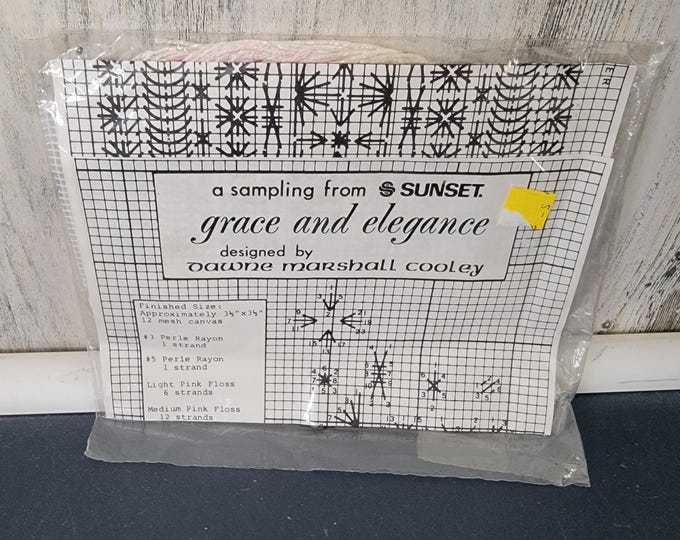 a sampling from SUNSET.
grace and elegance
designed by
Dawne Marshall Cooley
Finished Size:
Approximately 3½"x3½"
12 mesh canvas
#3 Perle Rayon
1 strand
#5 Perle Rayon
1 strand
Light Pink Floss
6 strands
Medium Pink Floss
12 strands